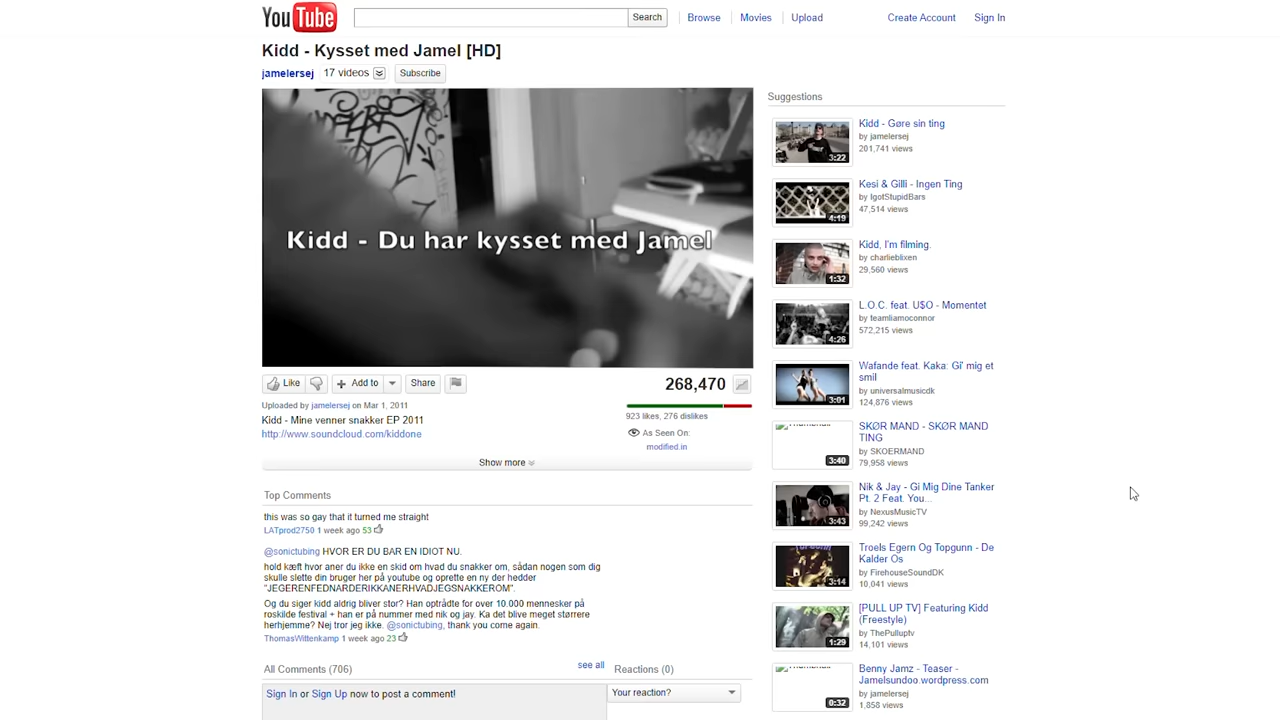 YouTube
Search
Browse
Movies
Upload
Create Account
Sign In
Kidd - Kysset med Jamel [HD]
jamelersej
17 videos
Subscribe
Kidd - Du har kysset med Jamel
Like
Add to
Share
268,470
Uploaded by jamelersej on Mar 1, 2011
923 likes, 276 dislikes
Kidd - Mine venner snakker EP 2011
http://www.soundcloud.com/kiddone
As Seen On:
modified.in
Show more
Top Comments
this was so gay that it turned me straight
LATprod2750 1 week ago 53
@sonictubing HVOR ER DU BAR EN IDIOT NU.
hold kæft hvor aner du ikke en skid om hvad du snakker om, sådan nogen som dig
skulle slette din bruger her på youtube og oprette en ny der hedder
"JEGERENFEDNARDERIKKANERHVADJEGSNAKKEROM".
Og du siger kidd aldrig bliver stor? Han optrådte for over 10.000 mennesker på
roskilde festival + han er på nummer med nik og jay. Ka det blive meget størrere
herhjemme? Nej tror jeg ikke. @sonictubing, thank you come again.
ThomasWittenkamp 1 week ago 23
All Comments (706)
see all
Sign In or Sign Up now to post a comment!
Reactions (0)
Your reaction?
Suggestions
3:22
Kidd - Gøre sin ting
by jamelersej
201,741 views
4:19
Kesi & Gilli - Ingen Ting
by IgotStupidBars
47,514 views
1:32
Kidd, I'm filming.
by charlieblixen
29,560 views
4:26
L.O.C. feat. U$O - Momentet
by teamliamoconnor
572,215 views
3:01
Wafande feat. Kaka: Gi' mig et
smil
by universalmusicdk
124,876 views
3:40
SKØR MAND - SKØR MAND
TING
by SKOERMAND
79,958 views
3:43
Nik & Jay - Gi Mig Dine Tanker
Pt. 2 Feat. You...
by NexusMusicTV
99,242 views
3:14
Troels Egern Og Topgunn - De
Kalder Os
by FirehouseSoundDK
10,041 views
1:29
[PULL UP TV] Featuring Kidd
(Freestyle)
by ThePulluptv
14,101 views
0:32
Benny Jamz - Teaser -
Jamelsundoo.wordpress.com
by jamelersej
1,858 views